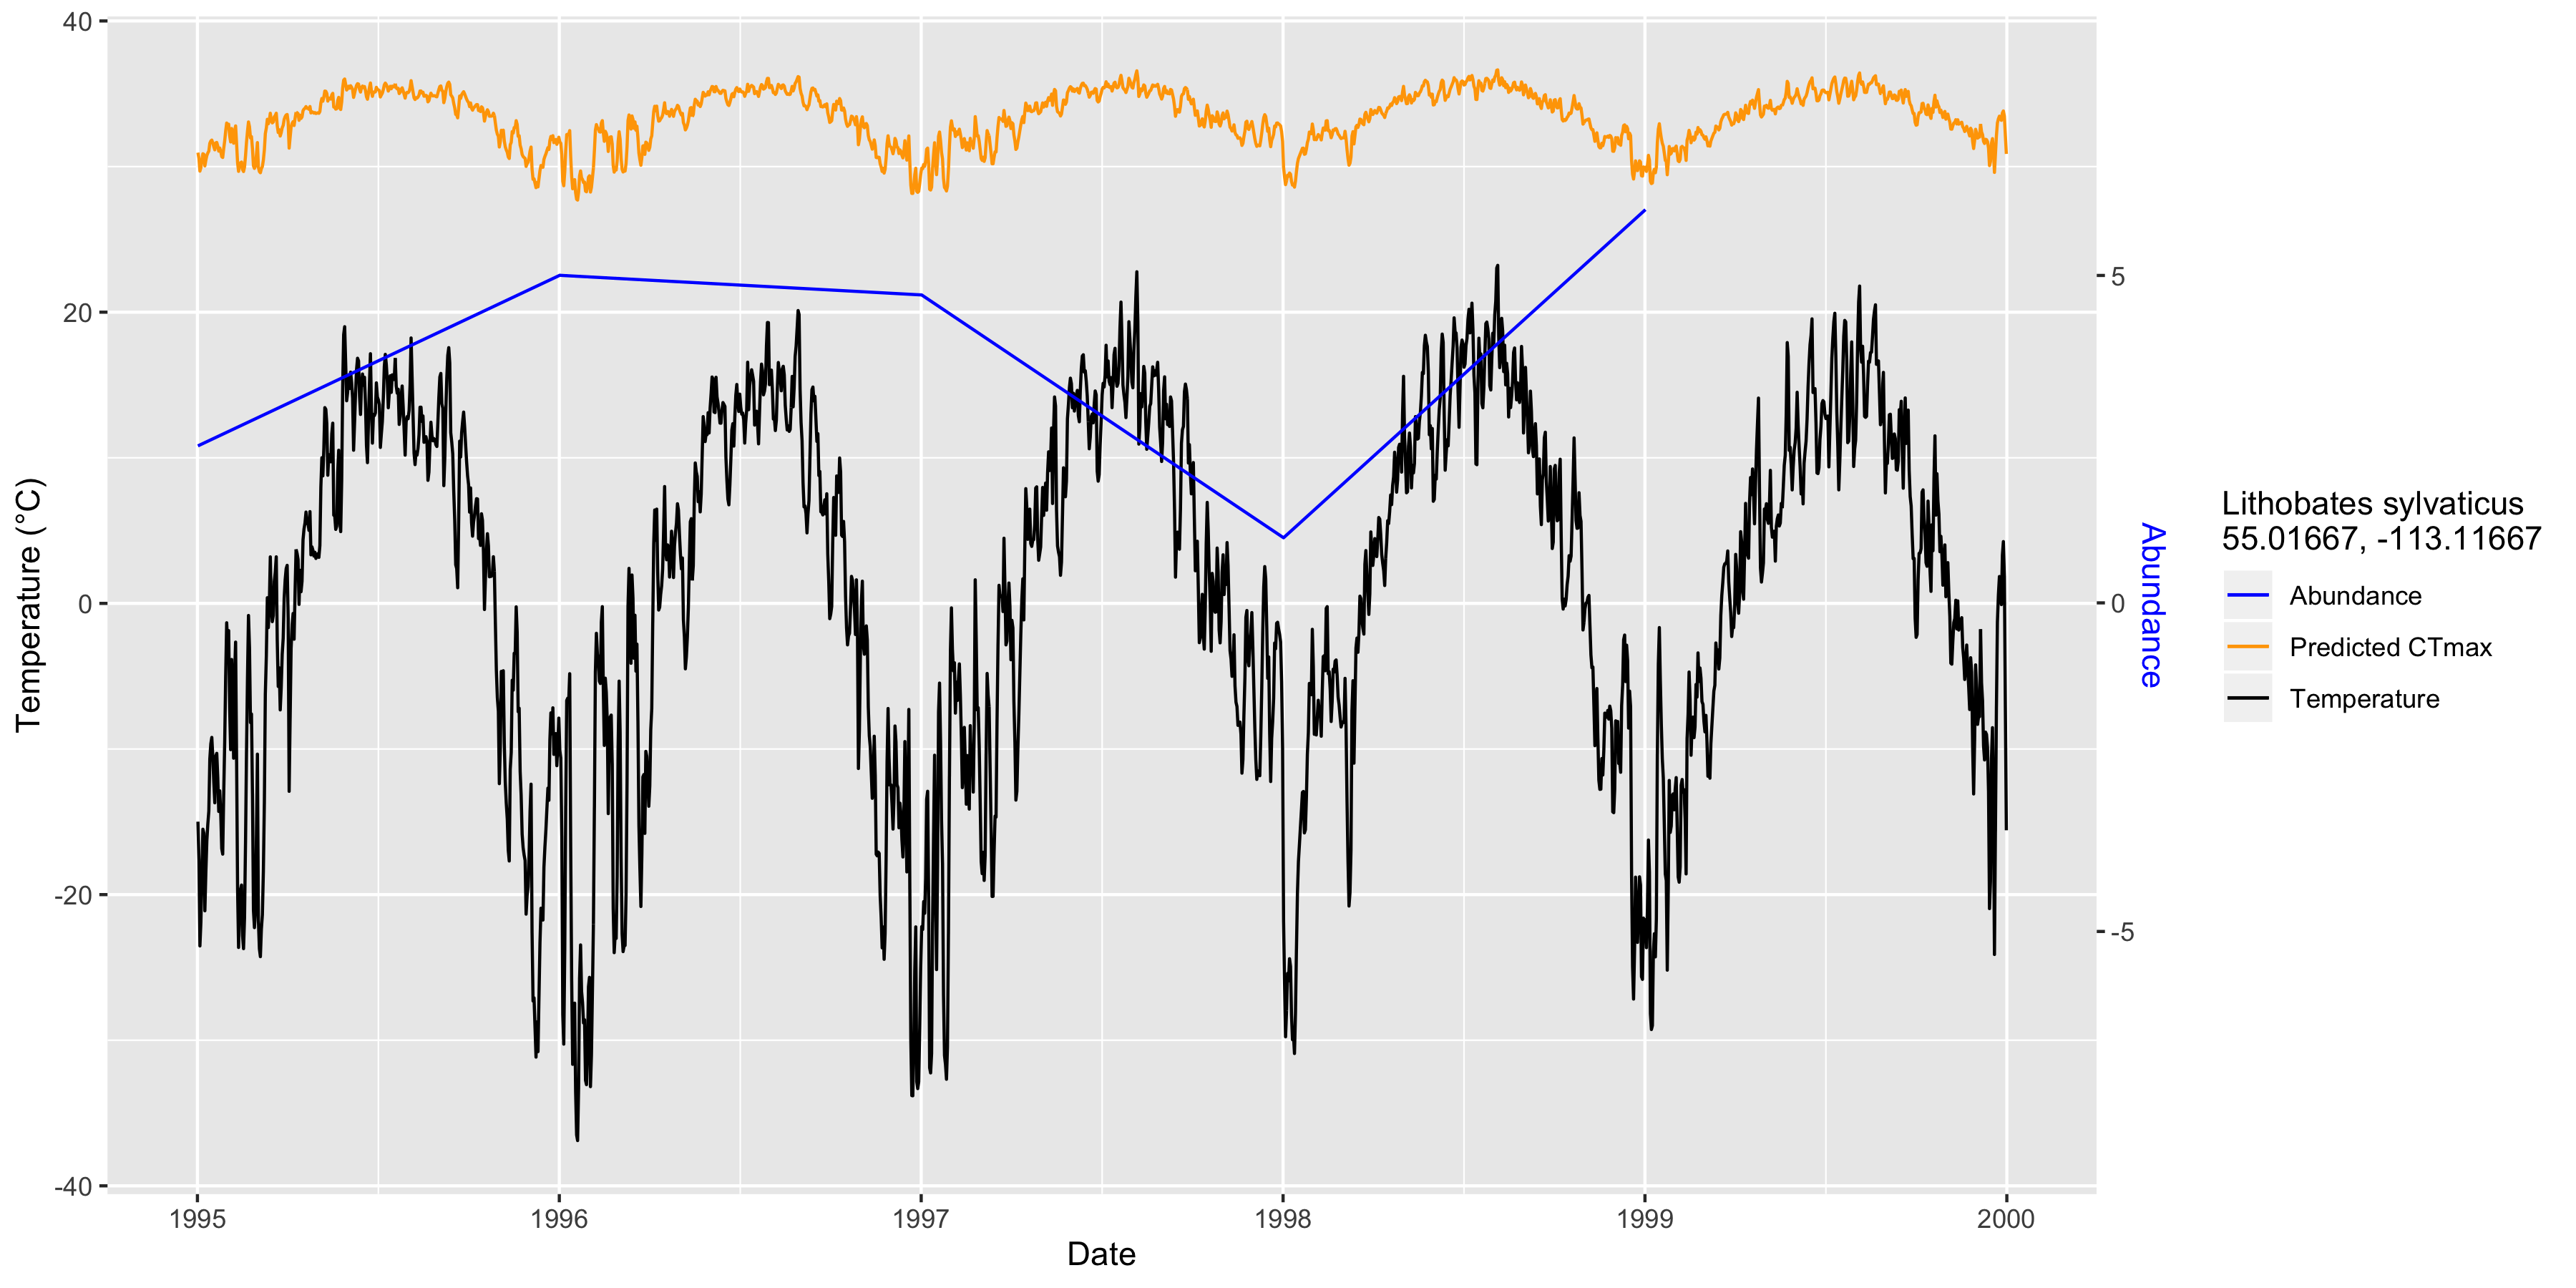 40
20
0
-20
-40
Temperature (°C)
1995
1996
1997
1998
1999
2000
Date
5
0
-5
Abundance
Lithobates sylvaticus
55.01667, -113.11667
Abundance
Predicted CTmax
Temperature